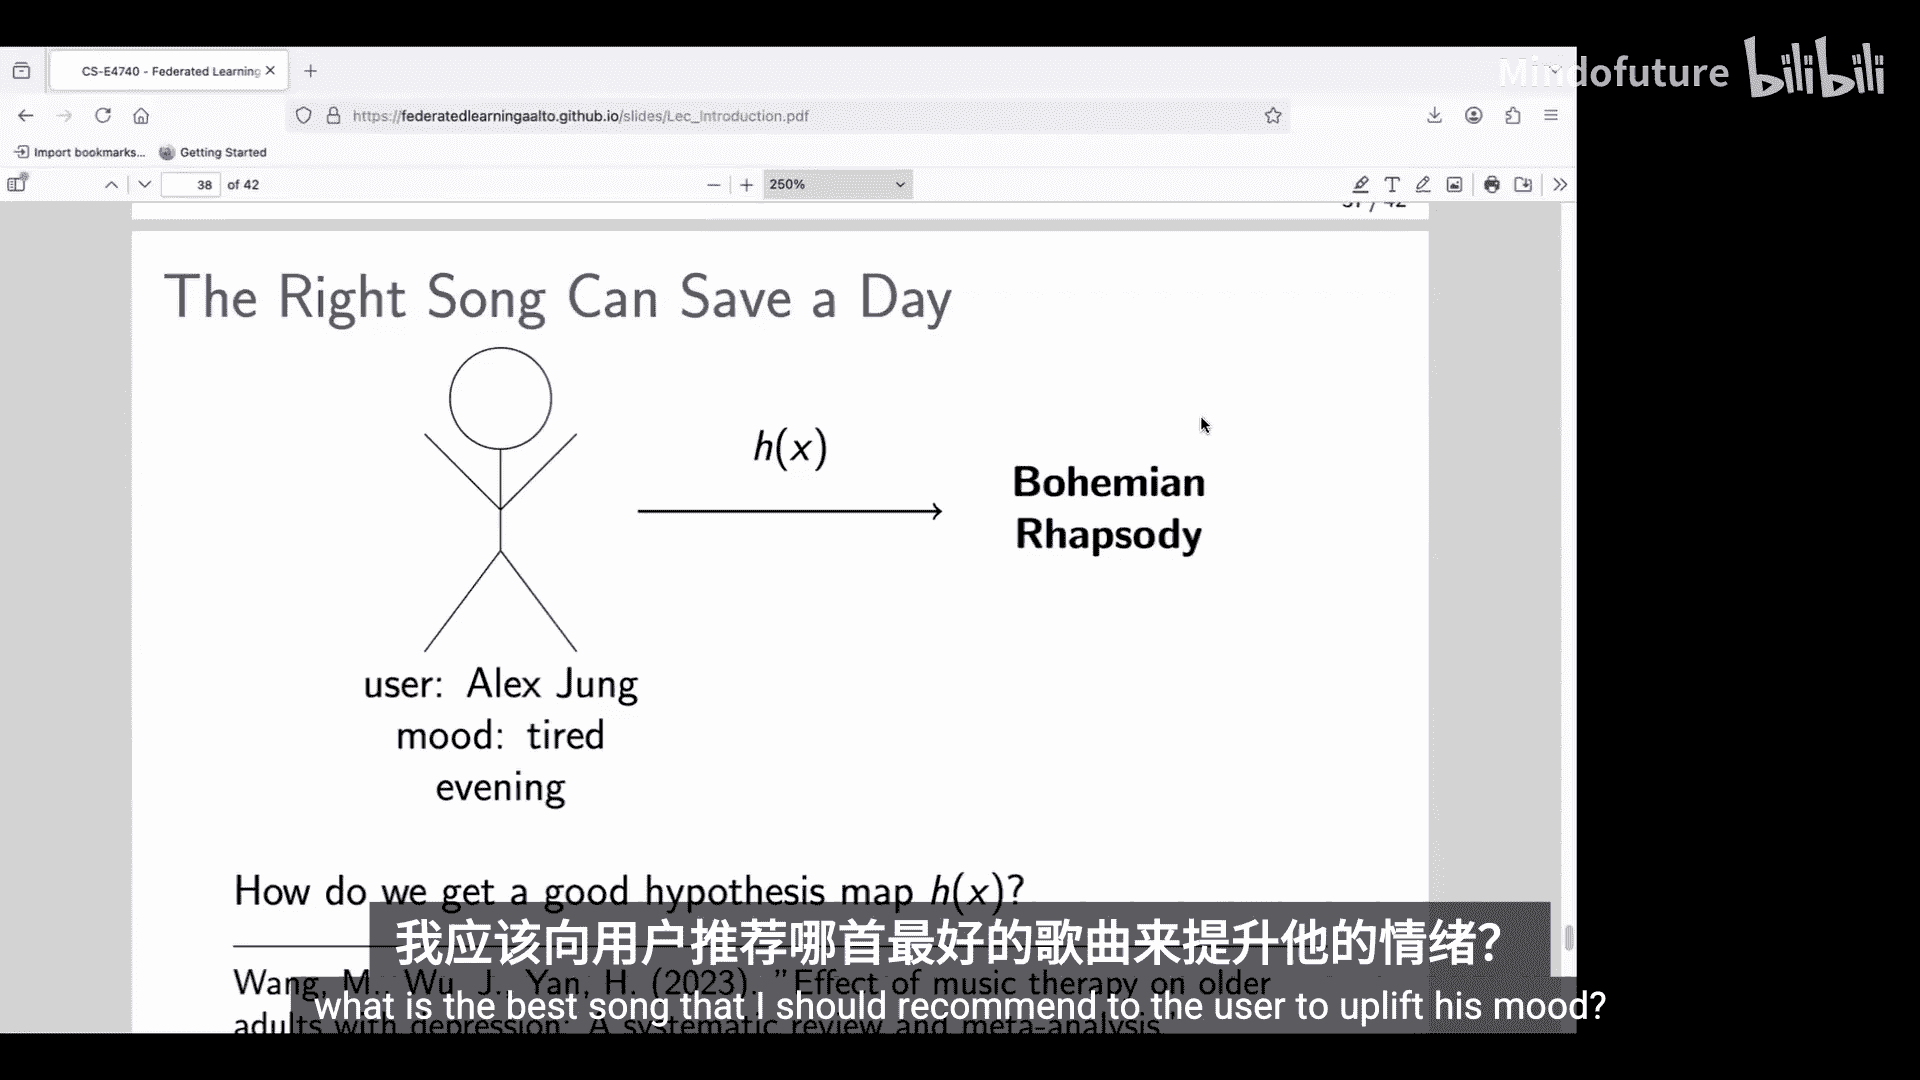 Mindofuture bilibili
CS-E4740 - Federated Learning
https://federatedlearningaalto.github.io/slides/Lec_Introduction.pdf
Import bookmarks... Getting Started
38 of 42 250%
37 / 42
The Right Song Can Save a Day
h(x)
Bohemian
Rhapsody
user: Alex Jung
mood: tired
evening
How do we get a good hypothesis map h(x)?
我应该向用户推荐哪首最好的歌曲来提升他的情绪?
Wang, M., Wu, J., Yan, H. (2023). "Effect of music therapy on older
what is the best song that I should recommend to the user to uplift his mood?
adults with depression: A systematic review and meta-analysis"